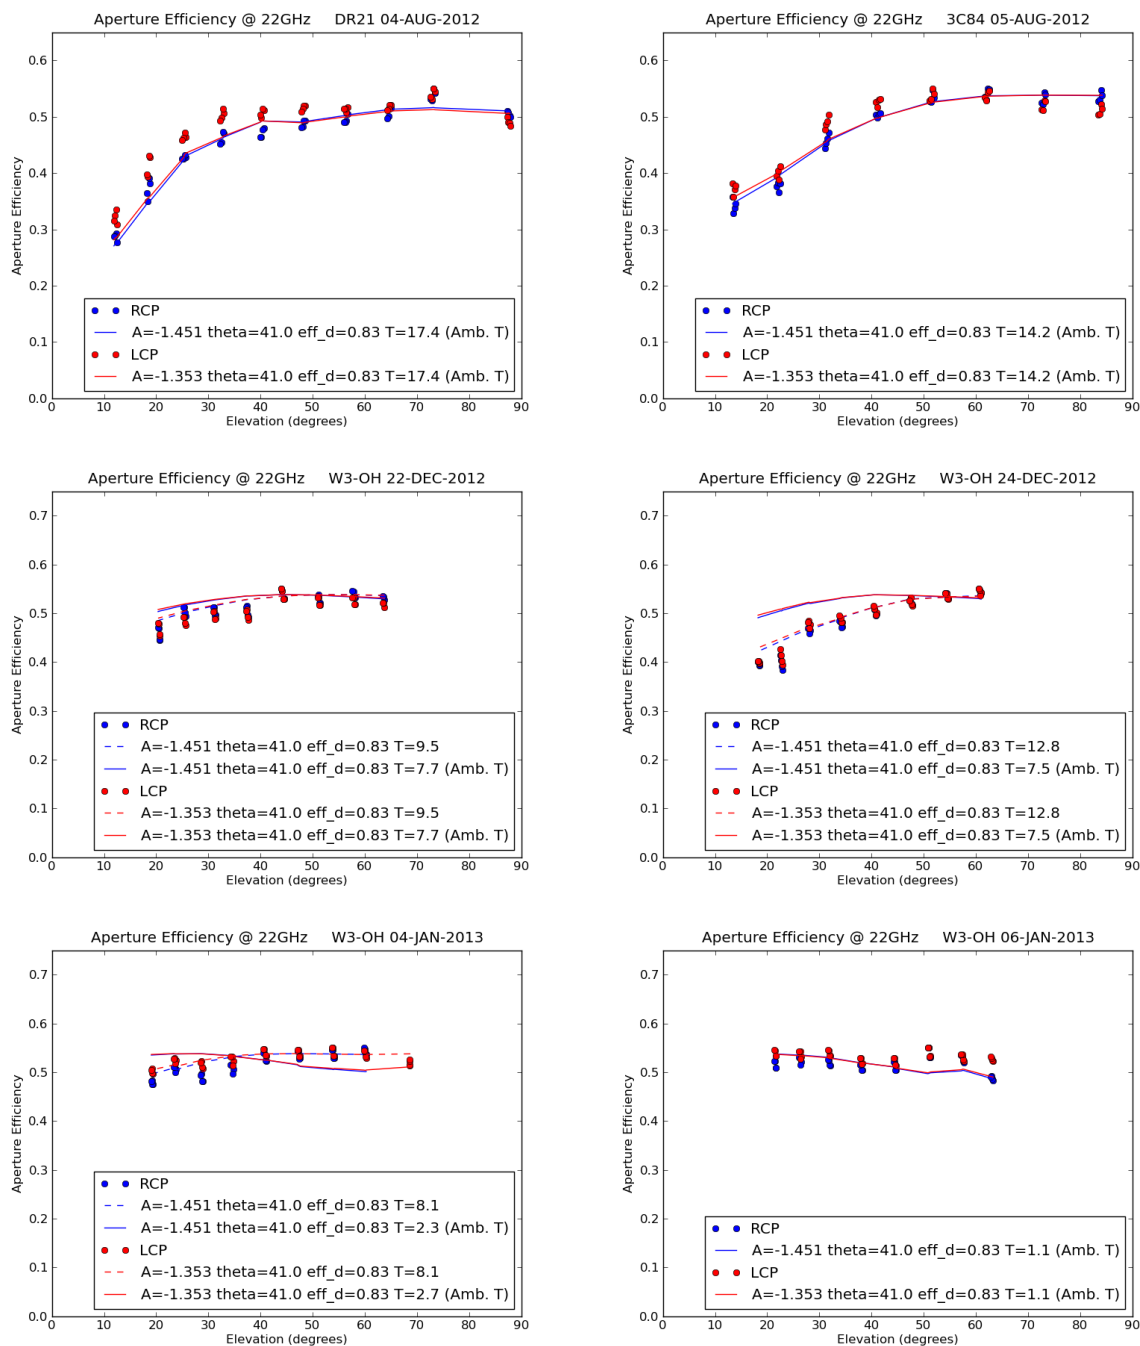 Aperture Efficiency @ 22GHz DR21 04-AUG-2012
Aperture Efficiency
0.6
0.5
0.4
0.3
0.2
0.1
0.0
RCP
A=-1.451 theta=41.0 eff_d=0.83 T=17.4 (Amb. T)
LCP
A=-1.353 theta=41.0 eff_d=0.83 T=17.4 (Amb. T)
0 10 20 30 40 50 60 70 80 90
Elevation (degrees)
Aperture Efficiency @ 22GHz 3C84 05-AUG-2012
Aperture Efficiency
0.6
0.5
0.4
0.3
0.2
0.1
0.0
RCP
A=-1.451 theta=41.0 eff_d=0.83 T=14.2 (Amb. T)
LCP
A=-1.353 theta=41.0 eff_d=0.83 T=14.2 (Amb. T)
0 10 20 30 40 50 60 70 80 90
Elevation (degrees)
Aperture Efficiency @ 22GHz W3-OH 22-DEC-2012
Aperture Efficiency
0.7
0.6
0.5
0.4
0.3
0.2
0.1
0.0
RCP
A=-1.451 theta=41.0 eff_d=0.83 T=9.5
A=-1.451 theta=41.0 eff_d=0.83 T=7.7 (Amb. T)
LCP
A=-1.353 theta=41.0 eff_d=0.83 T=9.5
A=-1.353 theta=41.0 eff_d=0.83 T=7.7 (Amb. T)
0 10 20 30 40 50 60 70 80 90
Elevation (degrees)
Aperture Efficiency @ 22GHz W3-OH 24-DEC-2012
Aperture Efficiency
0.7
0.6
0.5
0.4
0.3
0.2
0.1
0.0
RCP
A=-1.451 theta=41.0 eff_d=0.83 T=12.8
A=-1.451 theta=41.0 eff_d=0.83 T=7.5 (Amb. T)
LCP
A=-1.353 theta=41.0 eff_d=0.83 T=12.8
A=-1.353 theta=41.0 eff_d=0.83 T=7.5 (Amb. T)
0 10 20 30 40 50 60 70 80 90
Elevation (degrees)
Aperture Efficiency @ 22GHz W3-OH 04-JAN-2013
Aperture Efficiency
0.7
0.6
0.5
0.4
0.3
0.2
0.1
0.0
RCP
A=-1.451 theta=41.0 eff_d=0.83 T=8.1
A=-1.451 theta=41.0 eff_d=0.83 T=2.3 (Amb. T)
LCP
A=-1.353 theta=41.0 eff_d=0.83 T=8.1
A=-1.353 theta=41.0 eff_d=0.83 T=2.7 (Amb. T)
0 10 20 30 40 50 60 70 80 90
Elevation (degrees)
Aperture Efficiency @ 22GHz W3-OH 06-JAN-2013
Aperture Efficiency
0.7
0.6
0.5
0.4
0.3
0.2
0.1
0.0
RCP
A=-1.451 theta=41.0 eff_d=0.83 T=1.1 (Amb. T)
LCP
A=-1.353 theta=41.0 eff_d=0.83 T=1.1 (Amb. T)
0 10 20 30 40 50 60 70 80 90
Elevation (degrees)